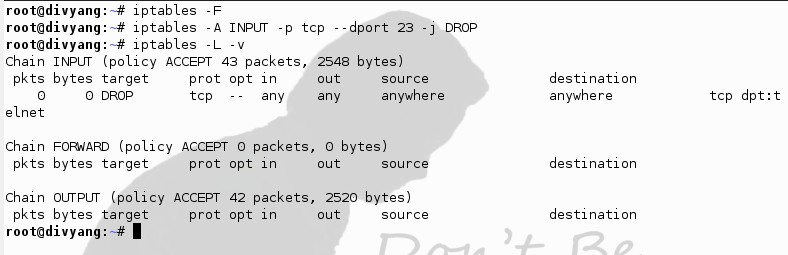 root@divyang:~# iptables -F
root@divyang:~# iptables -A INPUT -p tcp --dport 23 -j DROP
root@divyang:~# iptables -L -v
Chain INPUT (policy ACCEPT 43 packets, 2548 bytes)
 pkts bytes target     prot opt in     out     source               destination
    0     0 DROP       tcp  --  any    any     anywhere             anywhere             tcp dpt:t
elnet

Chain FORWARD (policy ACCEPT 0 packets, 0 bytes)
 pkts bytes target     prot opt in     out     source               destination

Chain OUTPUT (policy ACCEPT 42 packets, 2520 bytes)
 pkts bytes target     prot opt in     out     source               destination
root@divyang:~#
Don't Be